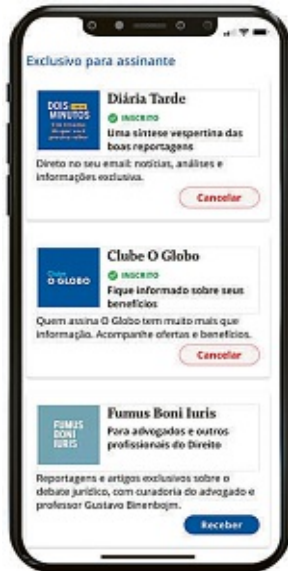 Exclusivo para assinante
DOIS
MINUTOS
Diária Tarde
INSCRITO
Uma síntese vespertina das
boas reportagens
Direto no seu email: notícias, análises e
informações exclusiva.
Cancelar
Clube
O GLOBO
Clube O Globo
INSCRITO
Fique informado sobre seus
benefícios
Quem assina O Globo tem muito mais que
informação. Acompanhe ofertas e benefícios.
Cancelar
FUMUS
BONI
IURIS
Fumus Boni Iuris
Para advogados e outros
profissionais do Direito
Reportagens e artigos exclusivos sobre o
debate jurídico, com curadoria do advogado e
professor Gustavo Binenbojm.
Receber